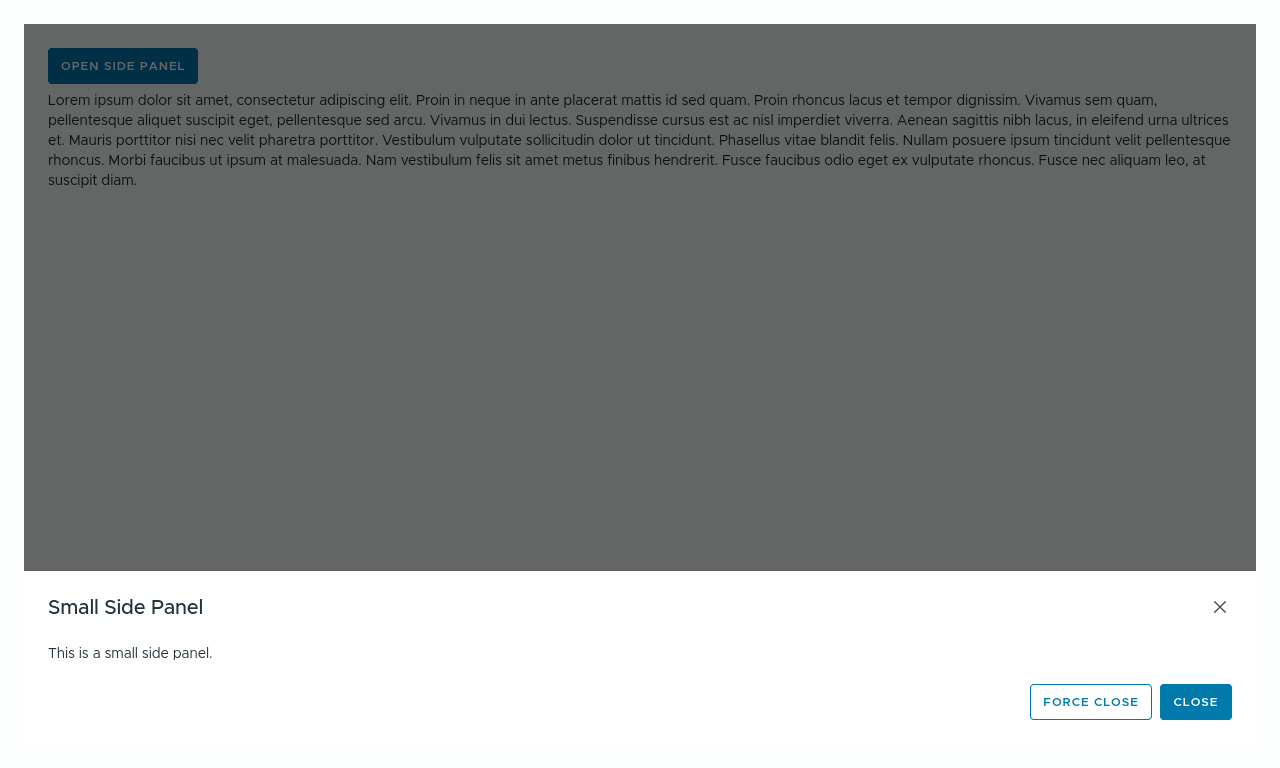 OPEN SIDE PANEL
Lorem ipsum dolor sit amet, consectetur adipiscing elit. Proin in neque in ante placerat mattis id sed quam. Proin rhoncus lacus et tempor dignissim. Vivamus sem quam,
pellentesque aliquet suscipit eget, pellentesque sed arcu. Vivamus in dui lectus. Suspendisse cursus est ac nisl imperdiet viverra. Aenean sagittis nibh lacus, in eleifend urna ultrices
et. Mauris porttitor nisi nec velit pharetra porttitor. Vestibulum vulputate sollicitudin dolor ut tincidunt. Phasellus vitae blandit felis. Nullam posuere ipsum tincidunt velit pellentesque
rhoncus. Morbi faucibus ut ipsum at malesuada. Nam vestibulum felis sit amet metus finibus hendrerit. Fusce faucibus odio eget ex vulputate rhoncus. Fusce nec aliquam leo, at
suscipit diam.
Small Side Panel
This is a small side panel.
FORCE CLOSE
CLOSE